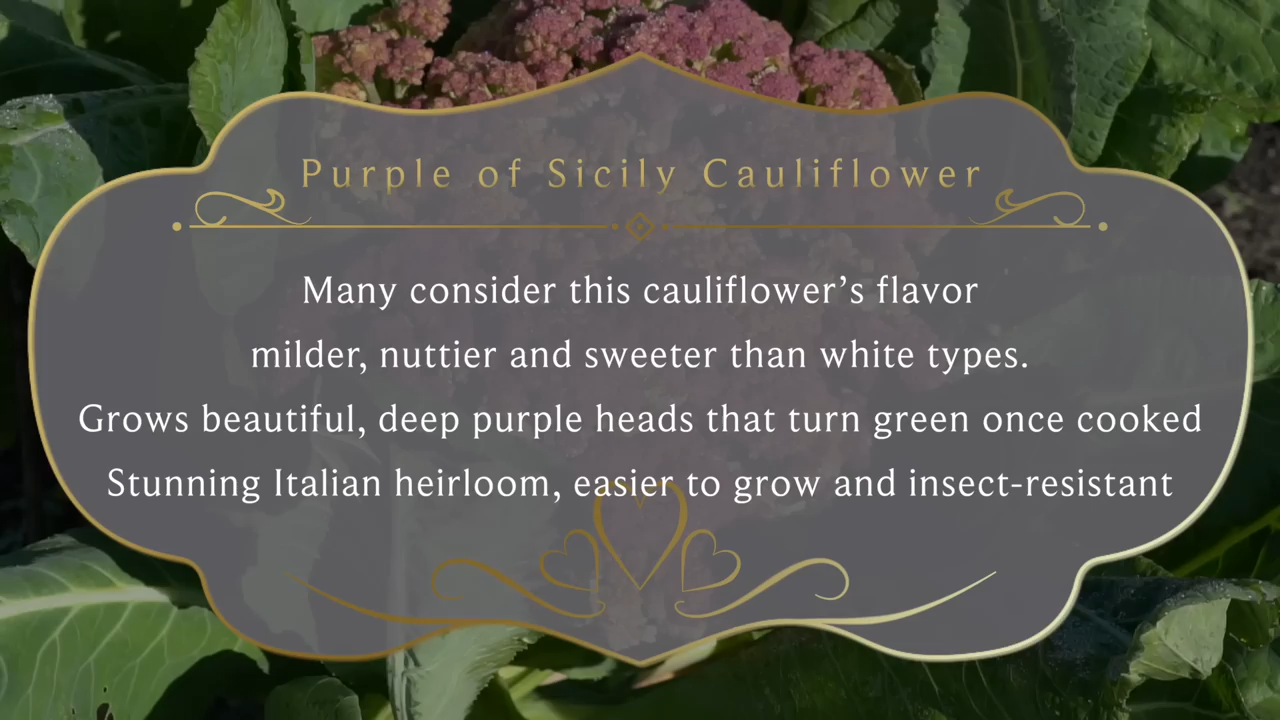 Purple of Sicily Cauliflower
Many consider this cauliflower’s flavor
milder, nuttier and sweeter than white types.
Grows beautiful, deep purple heads that turn green once cooked
Stunning Italian heirloom, easier to grow and insect-resistant